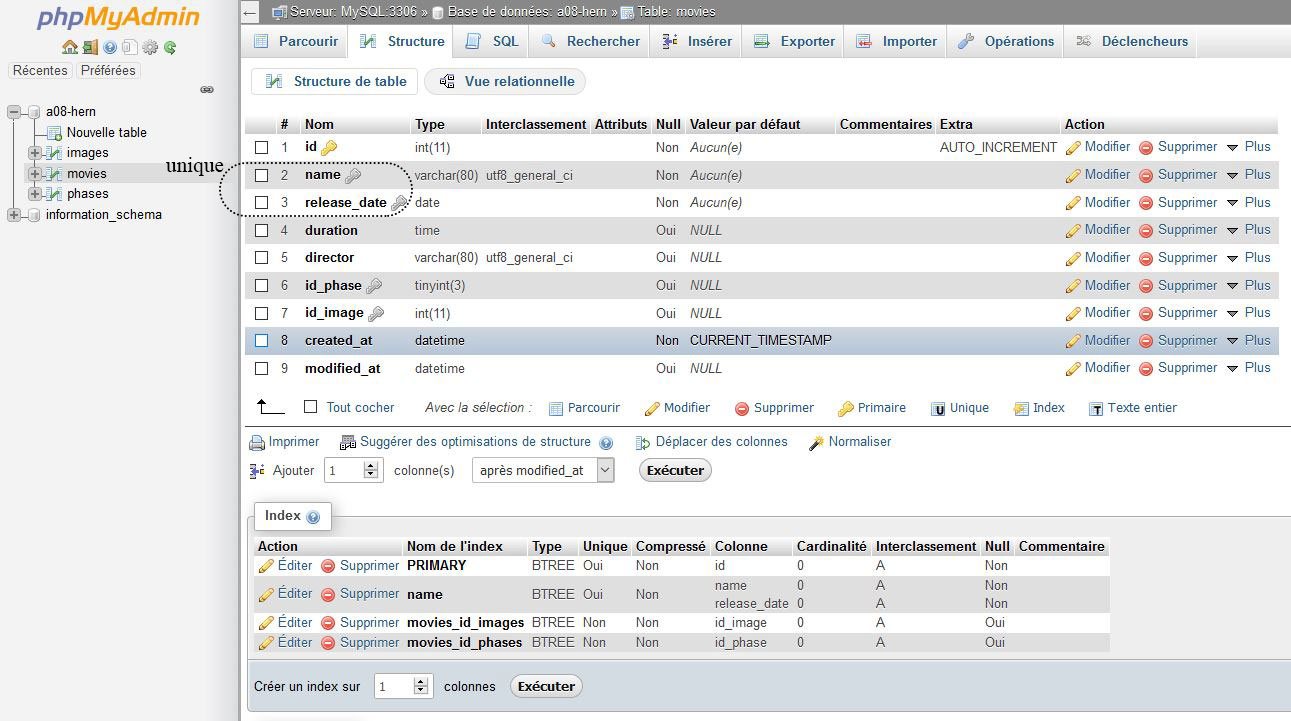 phpMyAdmin
Récentes Préférées
a08-hern
Nouvelle table
images
movies
phases
information_schema
unique
Serveur: MySQL:3306 » Base de données: a08-hern » Table: movies
Parcourir Structure SQL Rechercher Insérer Exporter Importer Opérations Déclencheurs
Structure de table Vue relationnelle
# Nom Type Interclassement Attributs Null Valeur par défaut Commentaires Extra Action
1 id int(11) Non Aucun(e) AUTO_INCREMENT Modifier Supprimer Plus
2 name varchar(80) utf8_general_ci Non Aucun(e) Modifier Supprimer Plus
3 release_date date Non Aucun(e) Modifier Supprimer Plus
4 duration time Oui NULL Modifier Supprimer Plus
5 director varchar(80) utf8_general_ci Oui NULL Modifier Supprimer Plus
6 id_phase tinyint(3) Oui NULL Modifier Supprimer Plus
7 id_image int(11) Oui NULL Modifier Supprimer Plus
8 created_at datetime Non CURRENT_TIMESTAMP Modifier Supprimer Plus
9 modified_at datetime Oui NULL Modifier Supprimer Plus
Tout cocher Avec la sélection : Parcourir Modifier Supprimer Primaire Unique Index Texte entier
Imprimer Suggérer des optimisations de structure Déplacer des colonnes Normaliser
Ajouter 1 colonne(s) après modified_at Exécuter
Index
Action Nom de l'index Type Unique Compressé Colonne Cardinalité Interclassement Null Commentaire
Éditer Supprimer PRIMARY BTREE Oui Non id 0 A Non
Éditer Supprimer name BTREE Oui Non name 0 A Non
release_date 0 A Non
Éditer Supprimer movies_id_images BTREE Non Non id_image 0 A Oui
Éditer Supprimer movies_id_phases BTREE Non Non id_phase 0 A Oui
Créer un index sur 1 colonnes Exécuter